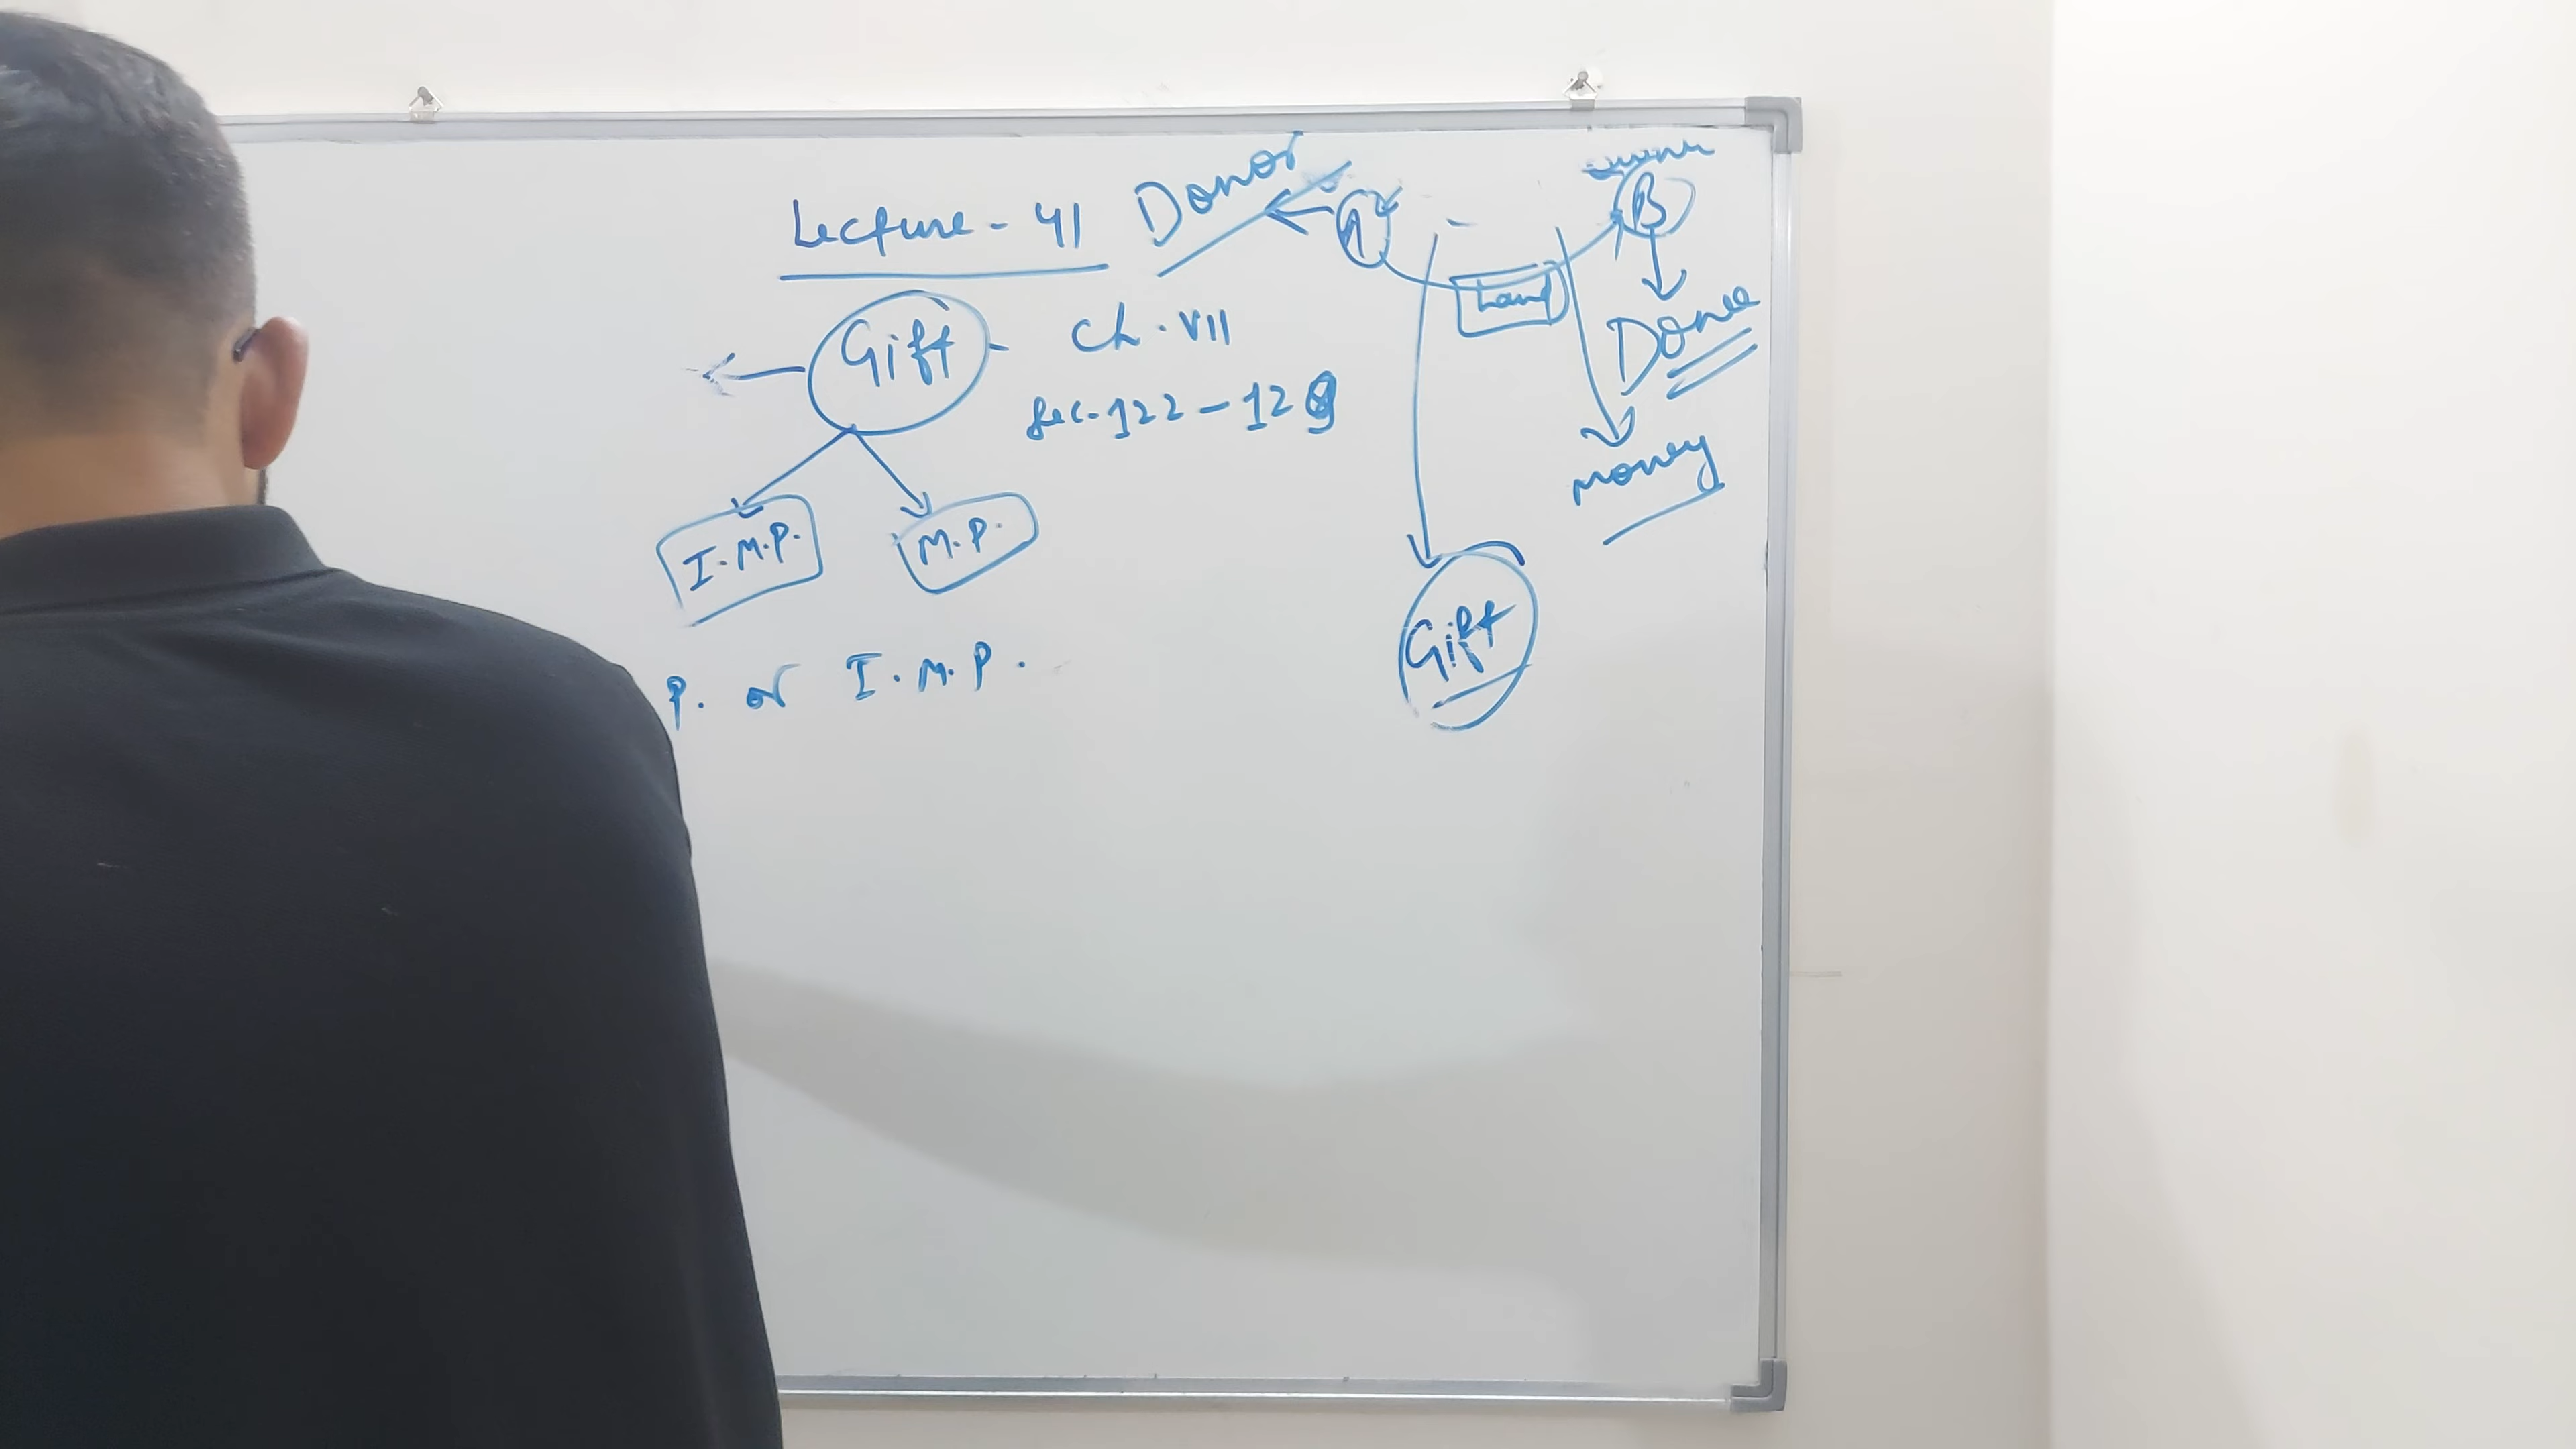 Lecture - 41
Donor
A
B
Gift
Ch. VII
Sec. 122 - 129
Land
Donee
money
I.M.P.
M.P.
P. or I.M.P.
Gift